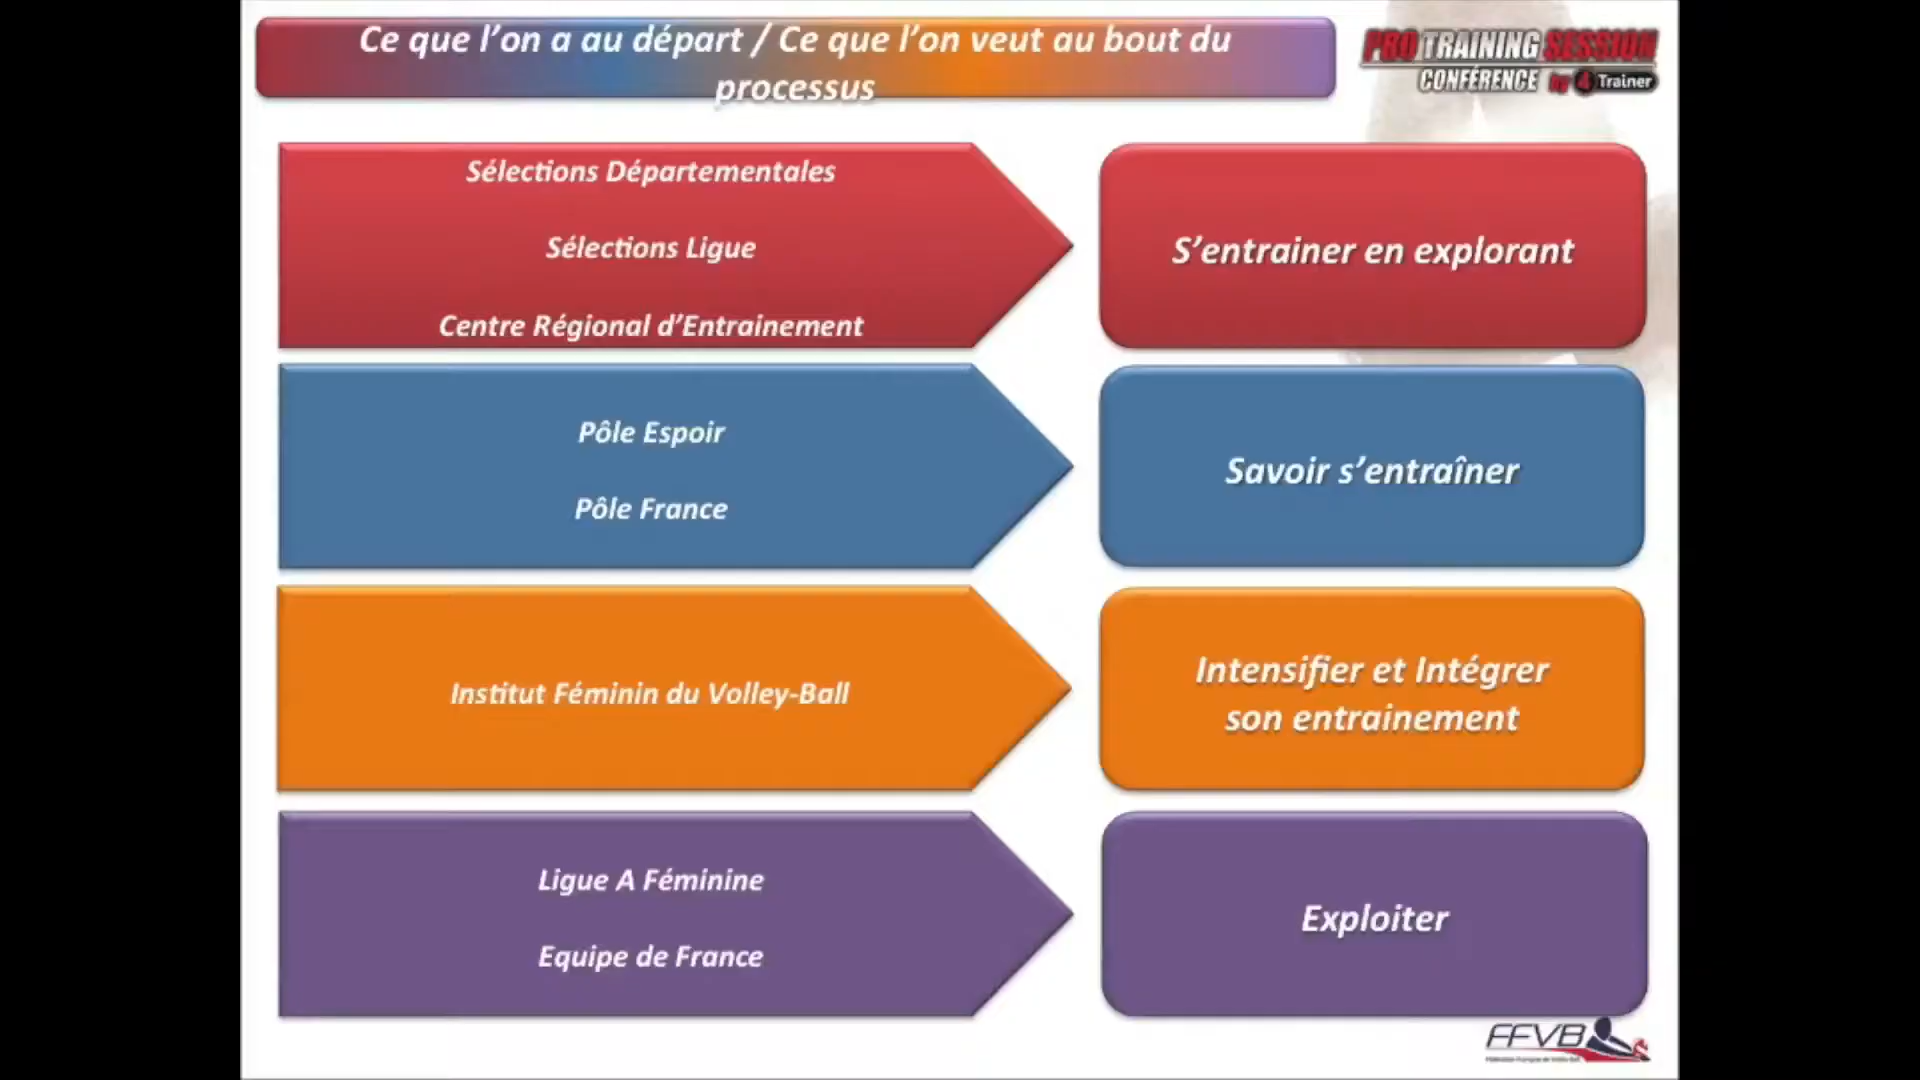 Ce que l’on a au départ / Ce que l’on veut au bout du
processus
PRO TRAINING SESSION
CONFÉRENCE by 4 Trainer
Sélections Départementales
Sélections Ligue
Centre Régional d’Entrainement
S’entrainer en explorant
Pôle Espoir
Pôle France
Savoir s’entraîner
Institut Féminin du Volley-Ball
Intensifier et Intégrer
son entrainement
Ligue A Féminine
Equipe de France
Exploiter
FFVB